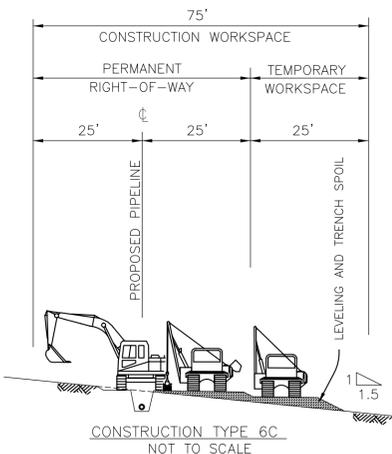 75'
CONSTRUCTION WORKSPACE
PERMANENT
RIGHT-OF-WAY
TEMPORARY
WORKSPACE
℄
25'
25'
25'
PROPOSED PIPELINE
LEVELING AND TRENCH SPOIL
1
1.5
CONSTRUCTION TYPE 6C
NOT TO SCALE